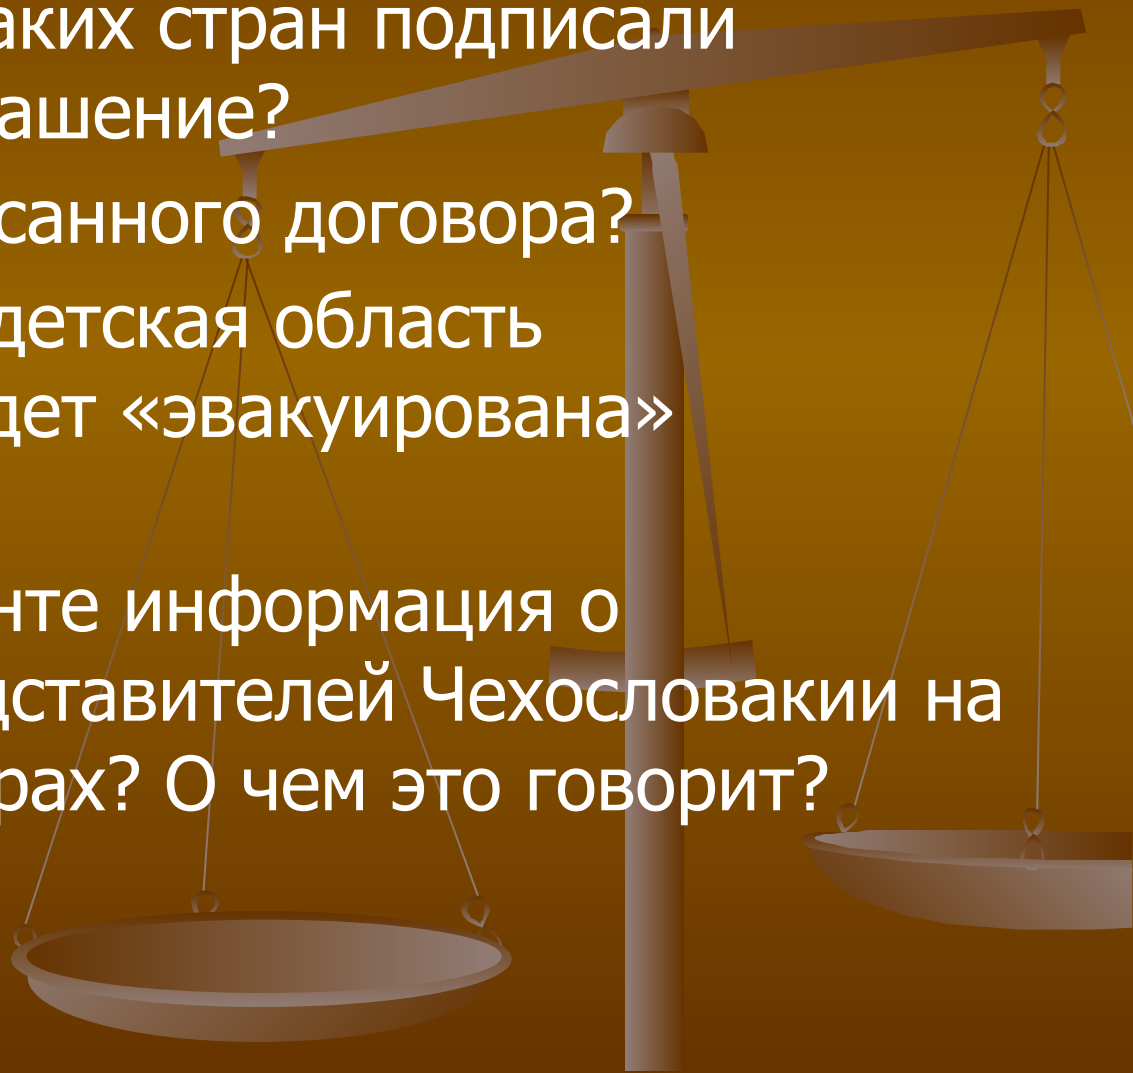 аких стран подписали
ашение?
санного договора?
детская область
дет «эвакуирована»
нте информация о
дставителей Чехословакии на
рах? О чем это говорит?